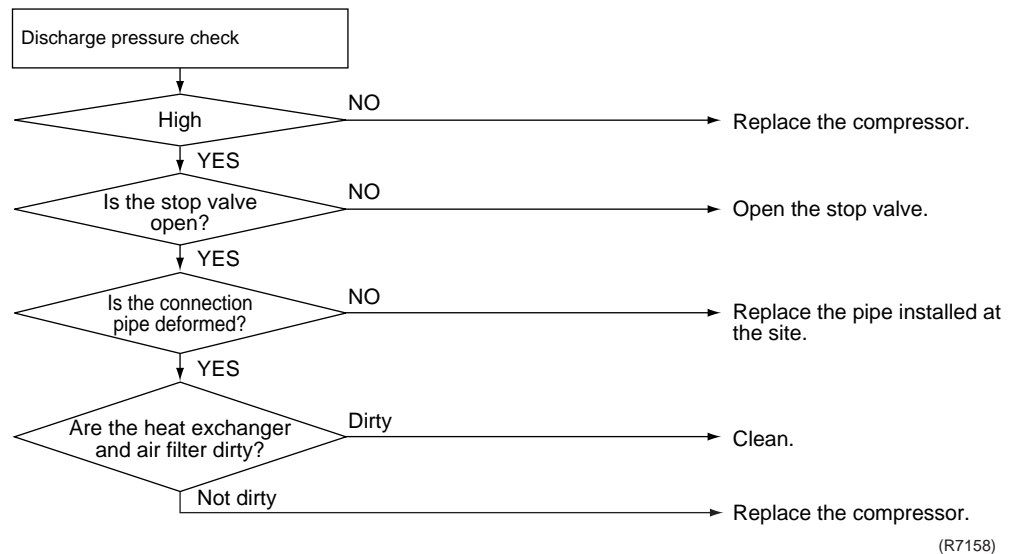 Discharge pressure check
High
NO
Replace the compressor.
YES
Is the stop valve
open?
NO
Open the stop valve.
YES
Is the connection
pipe deformed?
NO
Replace the pipe installed at
the site.
YES
Are the heat exchanger
and air filter dirty?
Dirty
Clean.
Not dirty
Replace the compressor.
(R7158)